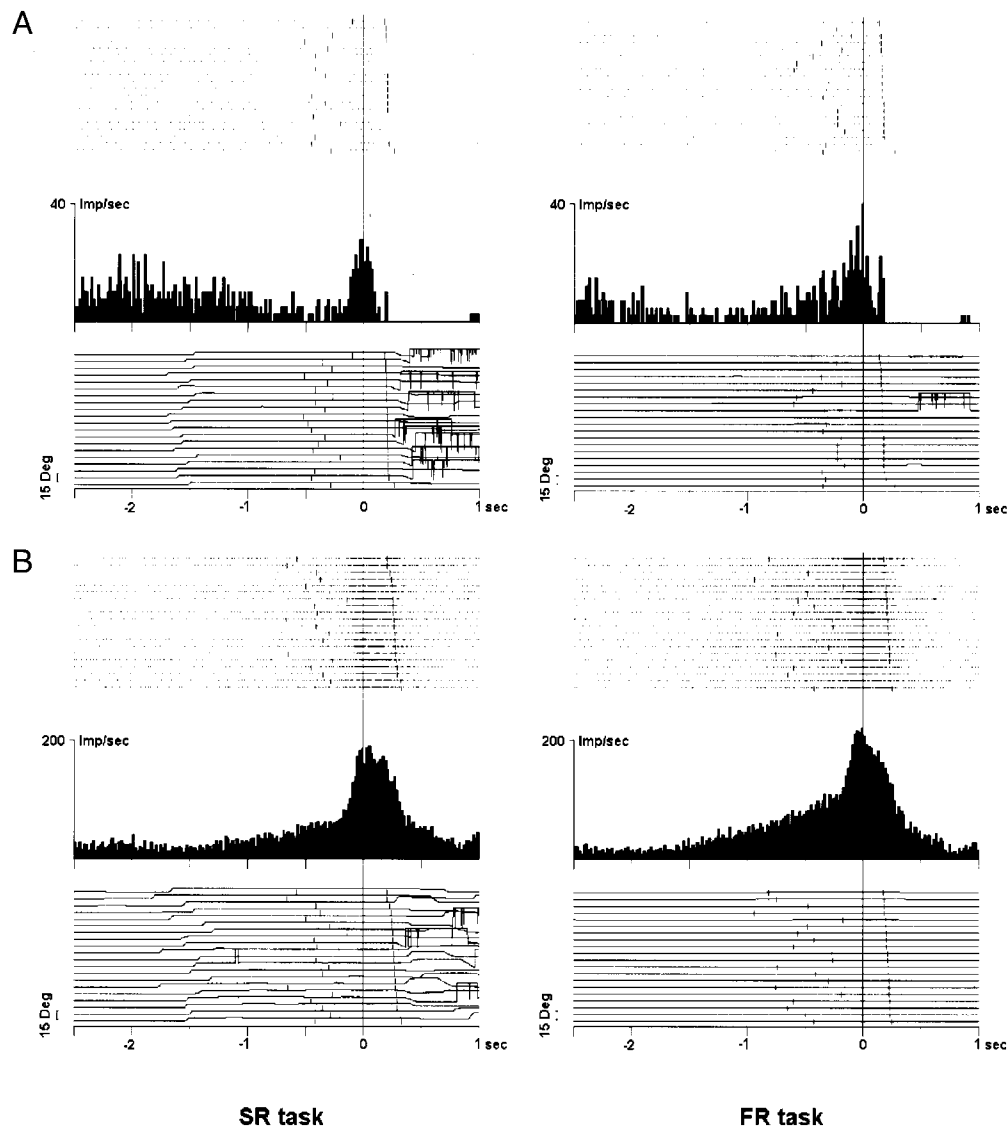 A
40 Imp/sec
40 Imp/sec
15 Deg
15 Deg
-2 -1 0 1 sec
-2 -1 0 1 sec
B
200 Imp/sec
200 Imp/sec
15 Deg
15 Deg
-2 -1 0 1 sec
-2 -1 0 1 sec
SR task
FR task